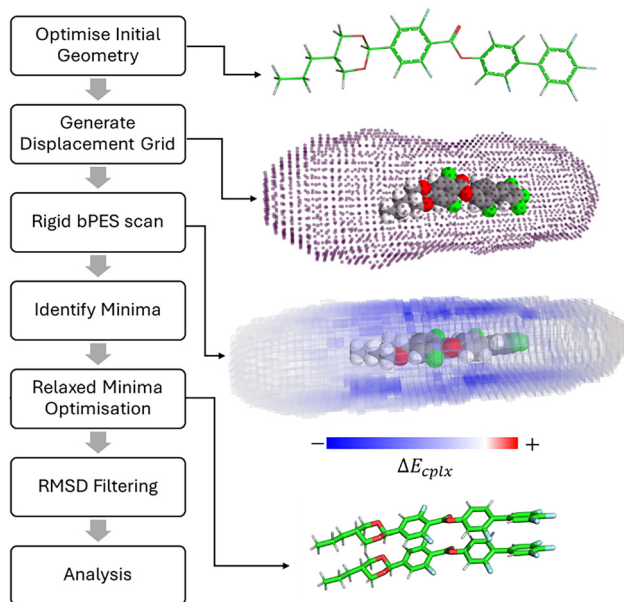 Optimise Initial
Geometry
Generate
Displacement Grid
Rigid bPES scan
Identify Minima
Relaxed Minima
Optimisation
RMSD Filtering
Analysis
− +
ΔE_cplx